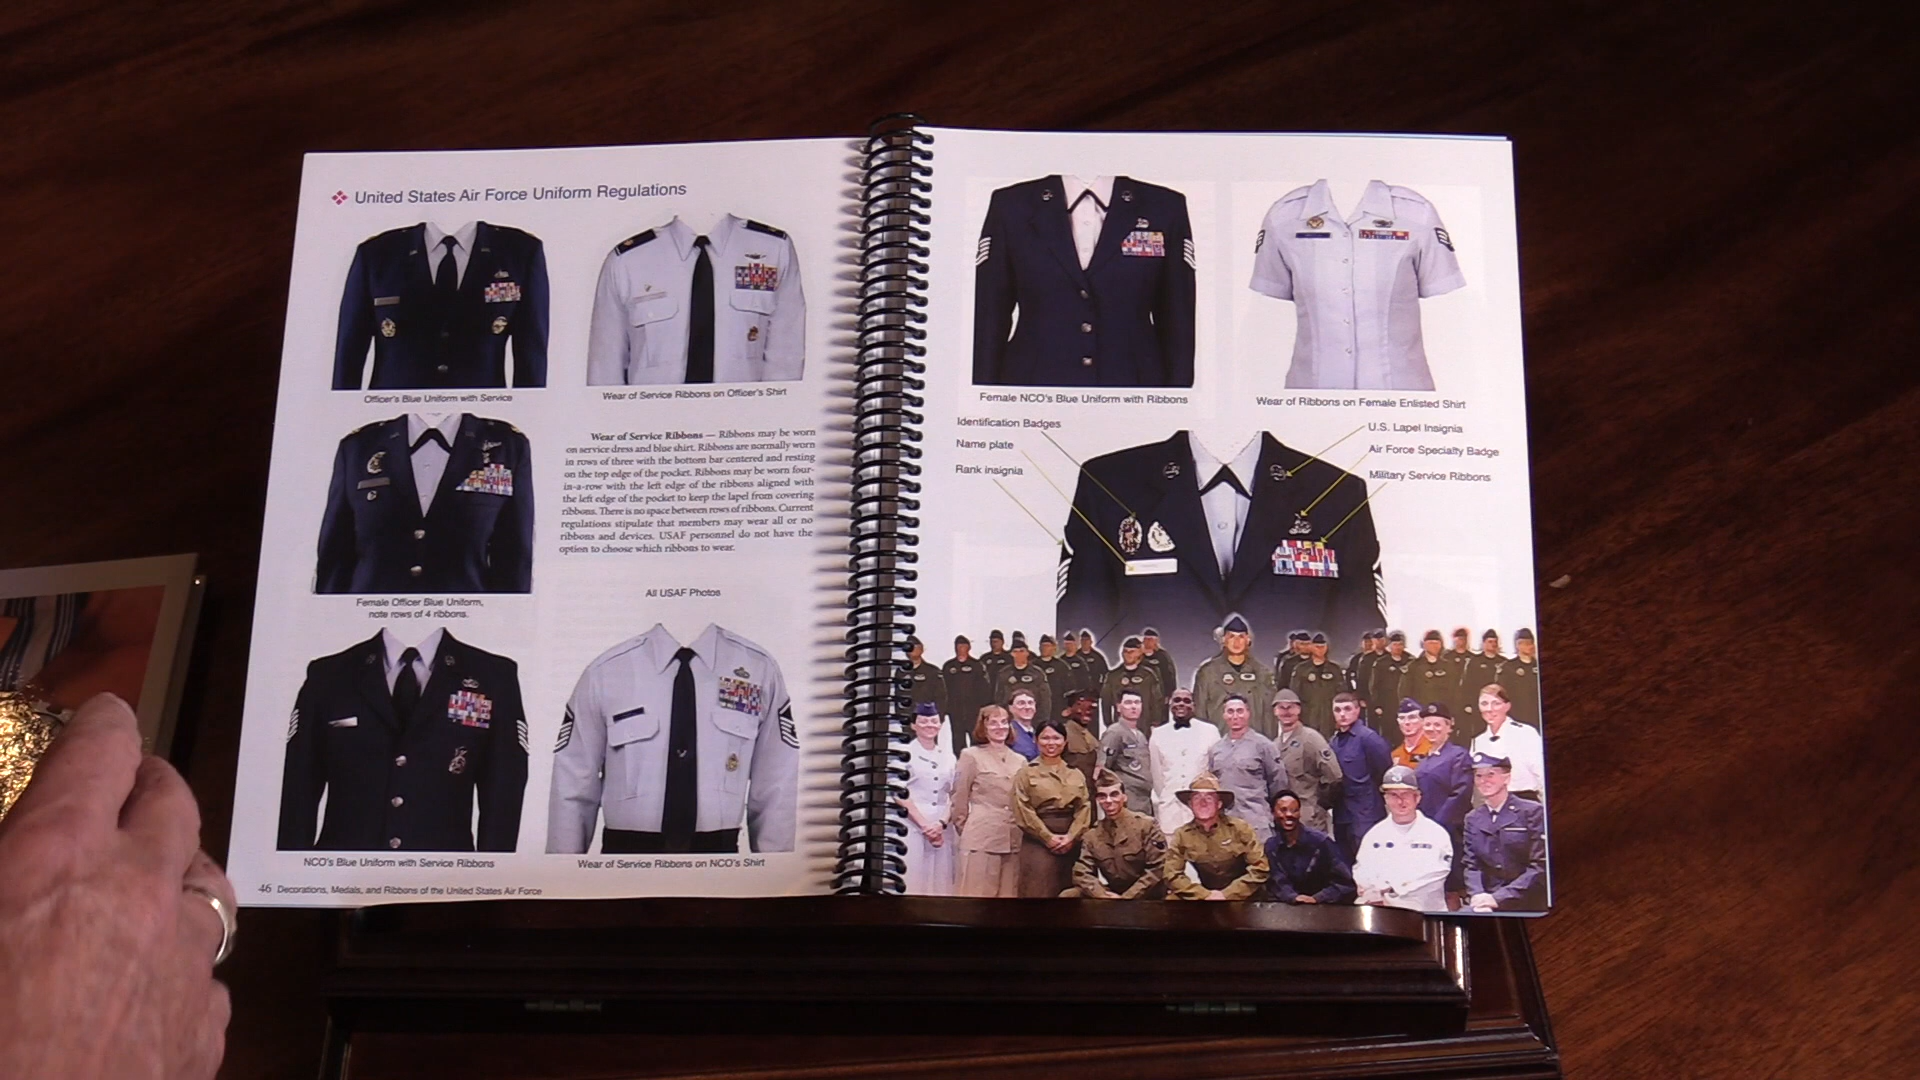 United States Air Force Uniform Regulations
Officer's Blue Uniform with Service
Wear of Service Ribbons on Officer's Shirt
Wear of Service Ribbons — Ribbons may be worn
on service dress and blue shirt. Ribbons are normally worn
in rows of three with the bottom bar centered and resting
on the top edge of the pocket. Ribbons may be worn four-
in-a-row with the left edge of the ribbons aligned with
the left edge of the pocket to keep the lapel from covering
ribbons. There is no space between rows of ribbons. Current
regulations stipulate that members may wear all or no
ribbons and devices. USAF personnel do not have the
option to choose which ribbons to wear.
Female Officer Blue Uniform,
note rows of 4 ribbons.
All USAF Photos
NCO's Blue Uniform with Service Ribbons
Wear of Service Ribbons on NCO's Shirt
46 Decorations, Medals, and Ribbons of the United States Air Force
Female NCO's Blue Uniform with Ribbons
Wear of Ribbons on Female Enlisted Shirt
Identification Badges
Name plate
Rank insignia
U.S. Lapel Insignia
Air Force Specialty Badge
Military Service Ribbons